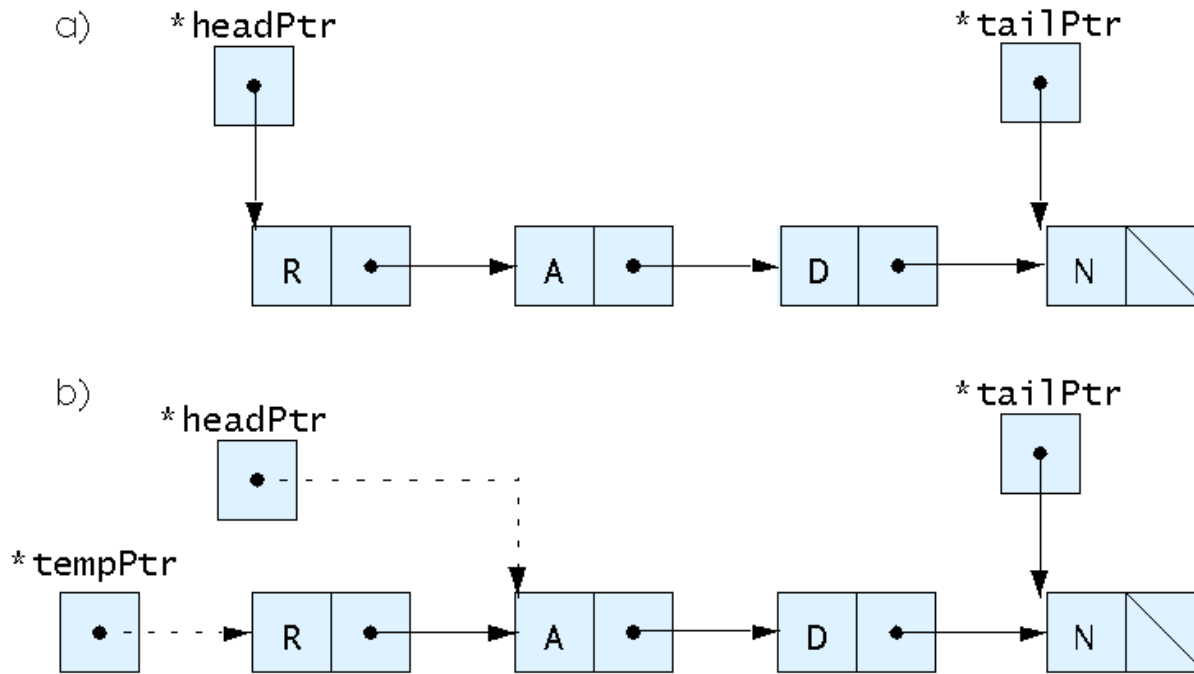 a)
*headPtr
*tailPtr
R A D N
b)
*headPtr
*tailPtr
*tempPtr
R A D N